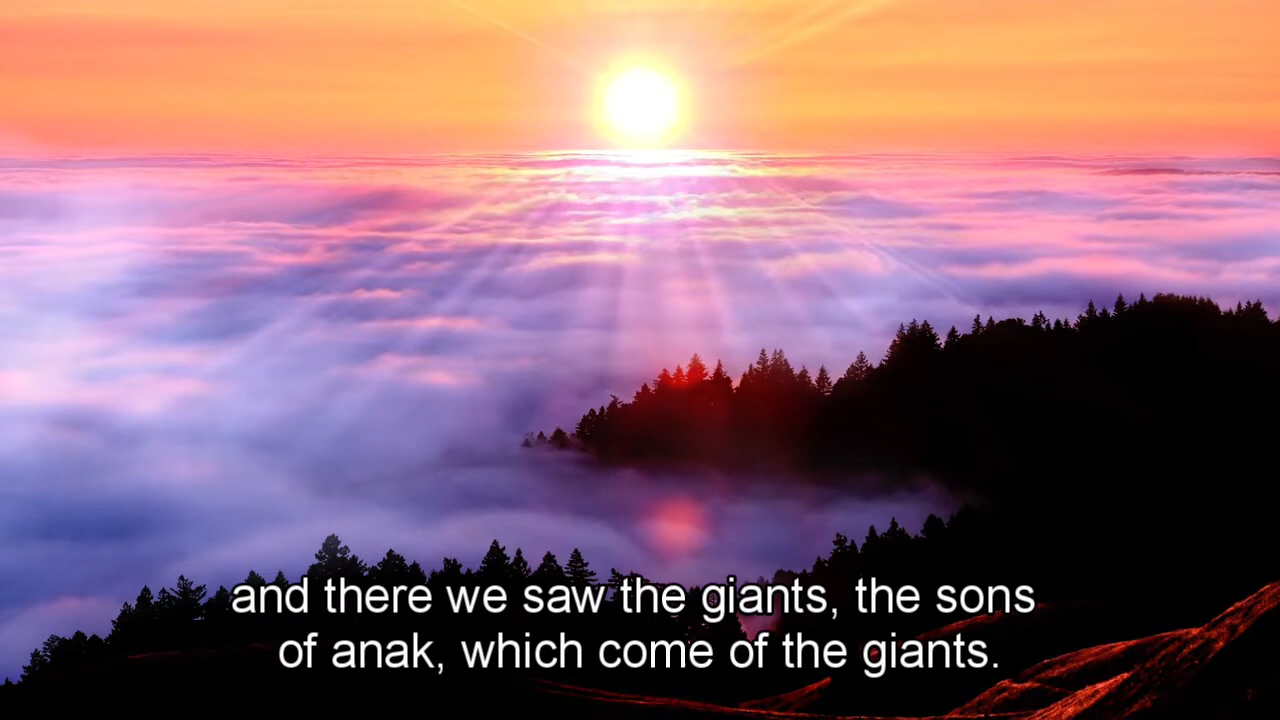 and there we saw the giants, the sons
of anak, which come of the giants.